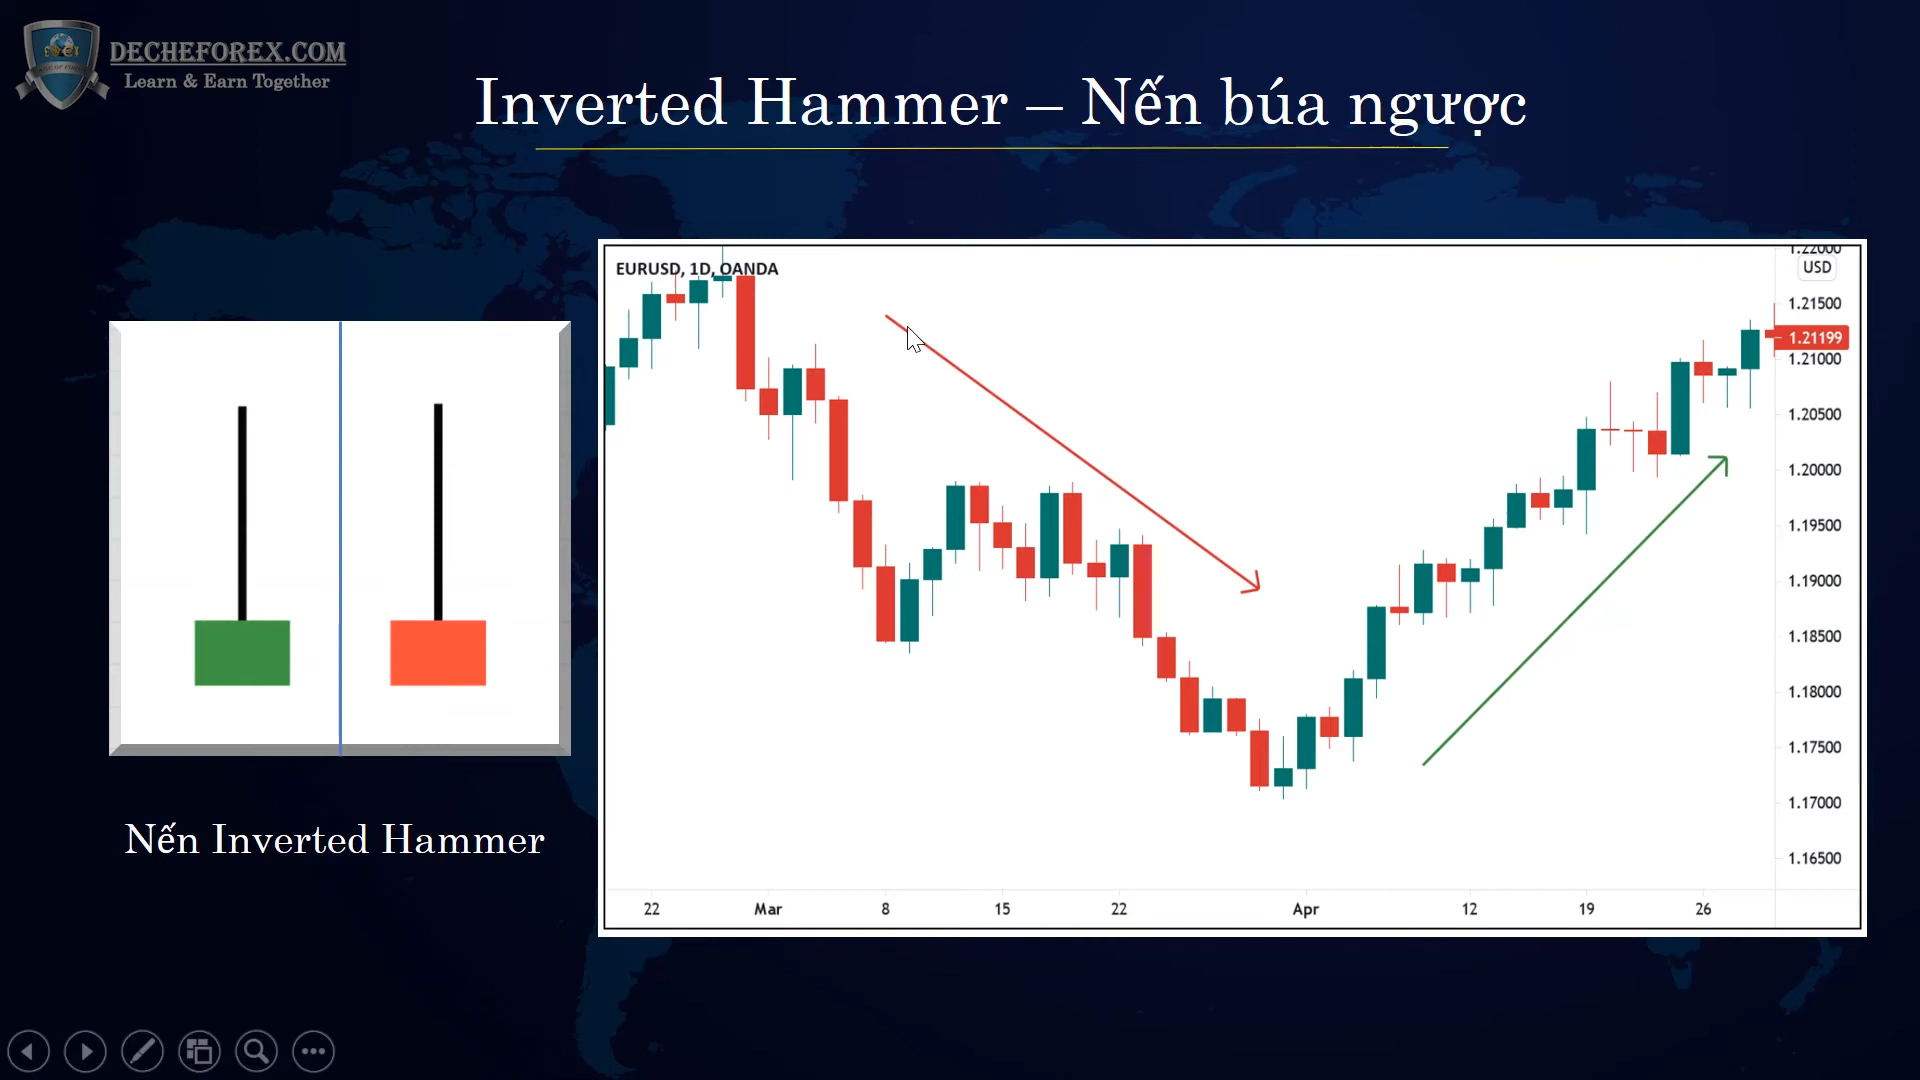 DECHEFOREX.COM
Learn & Earn Together
Inverted Hammer – Nến búa ngược
EURUSD, 1D, OANDA
1.22000
USD
1.21500
1.21199
1.21000
1.20500
1.20000
1.19500
1.19000
1.18500
1.18000
1.17500
1.17000
1.16500
22 Mar 8 15 22 Apr 12 19 26
Nến Inverted Hammer